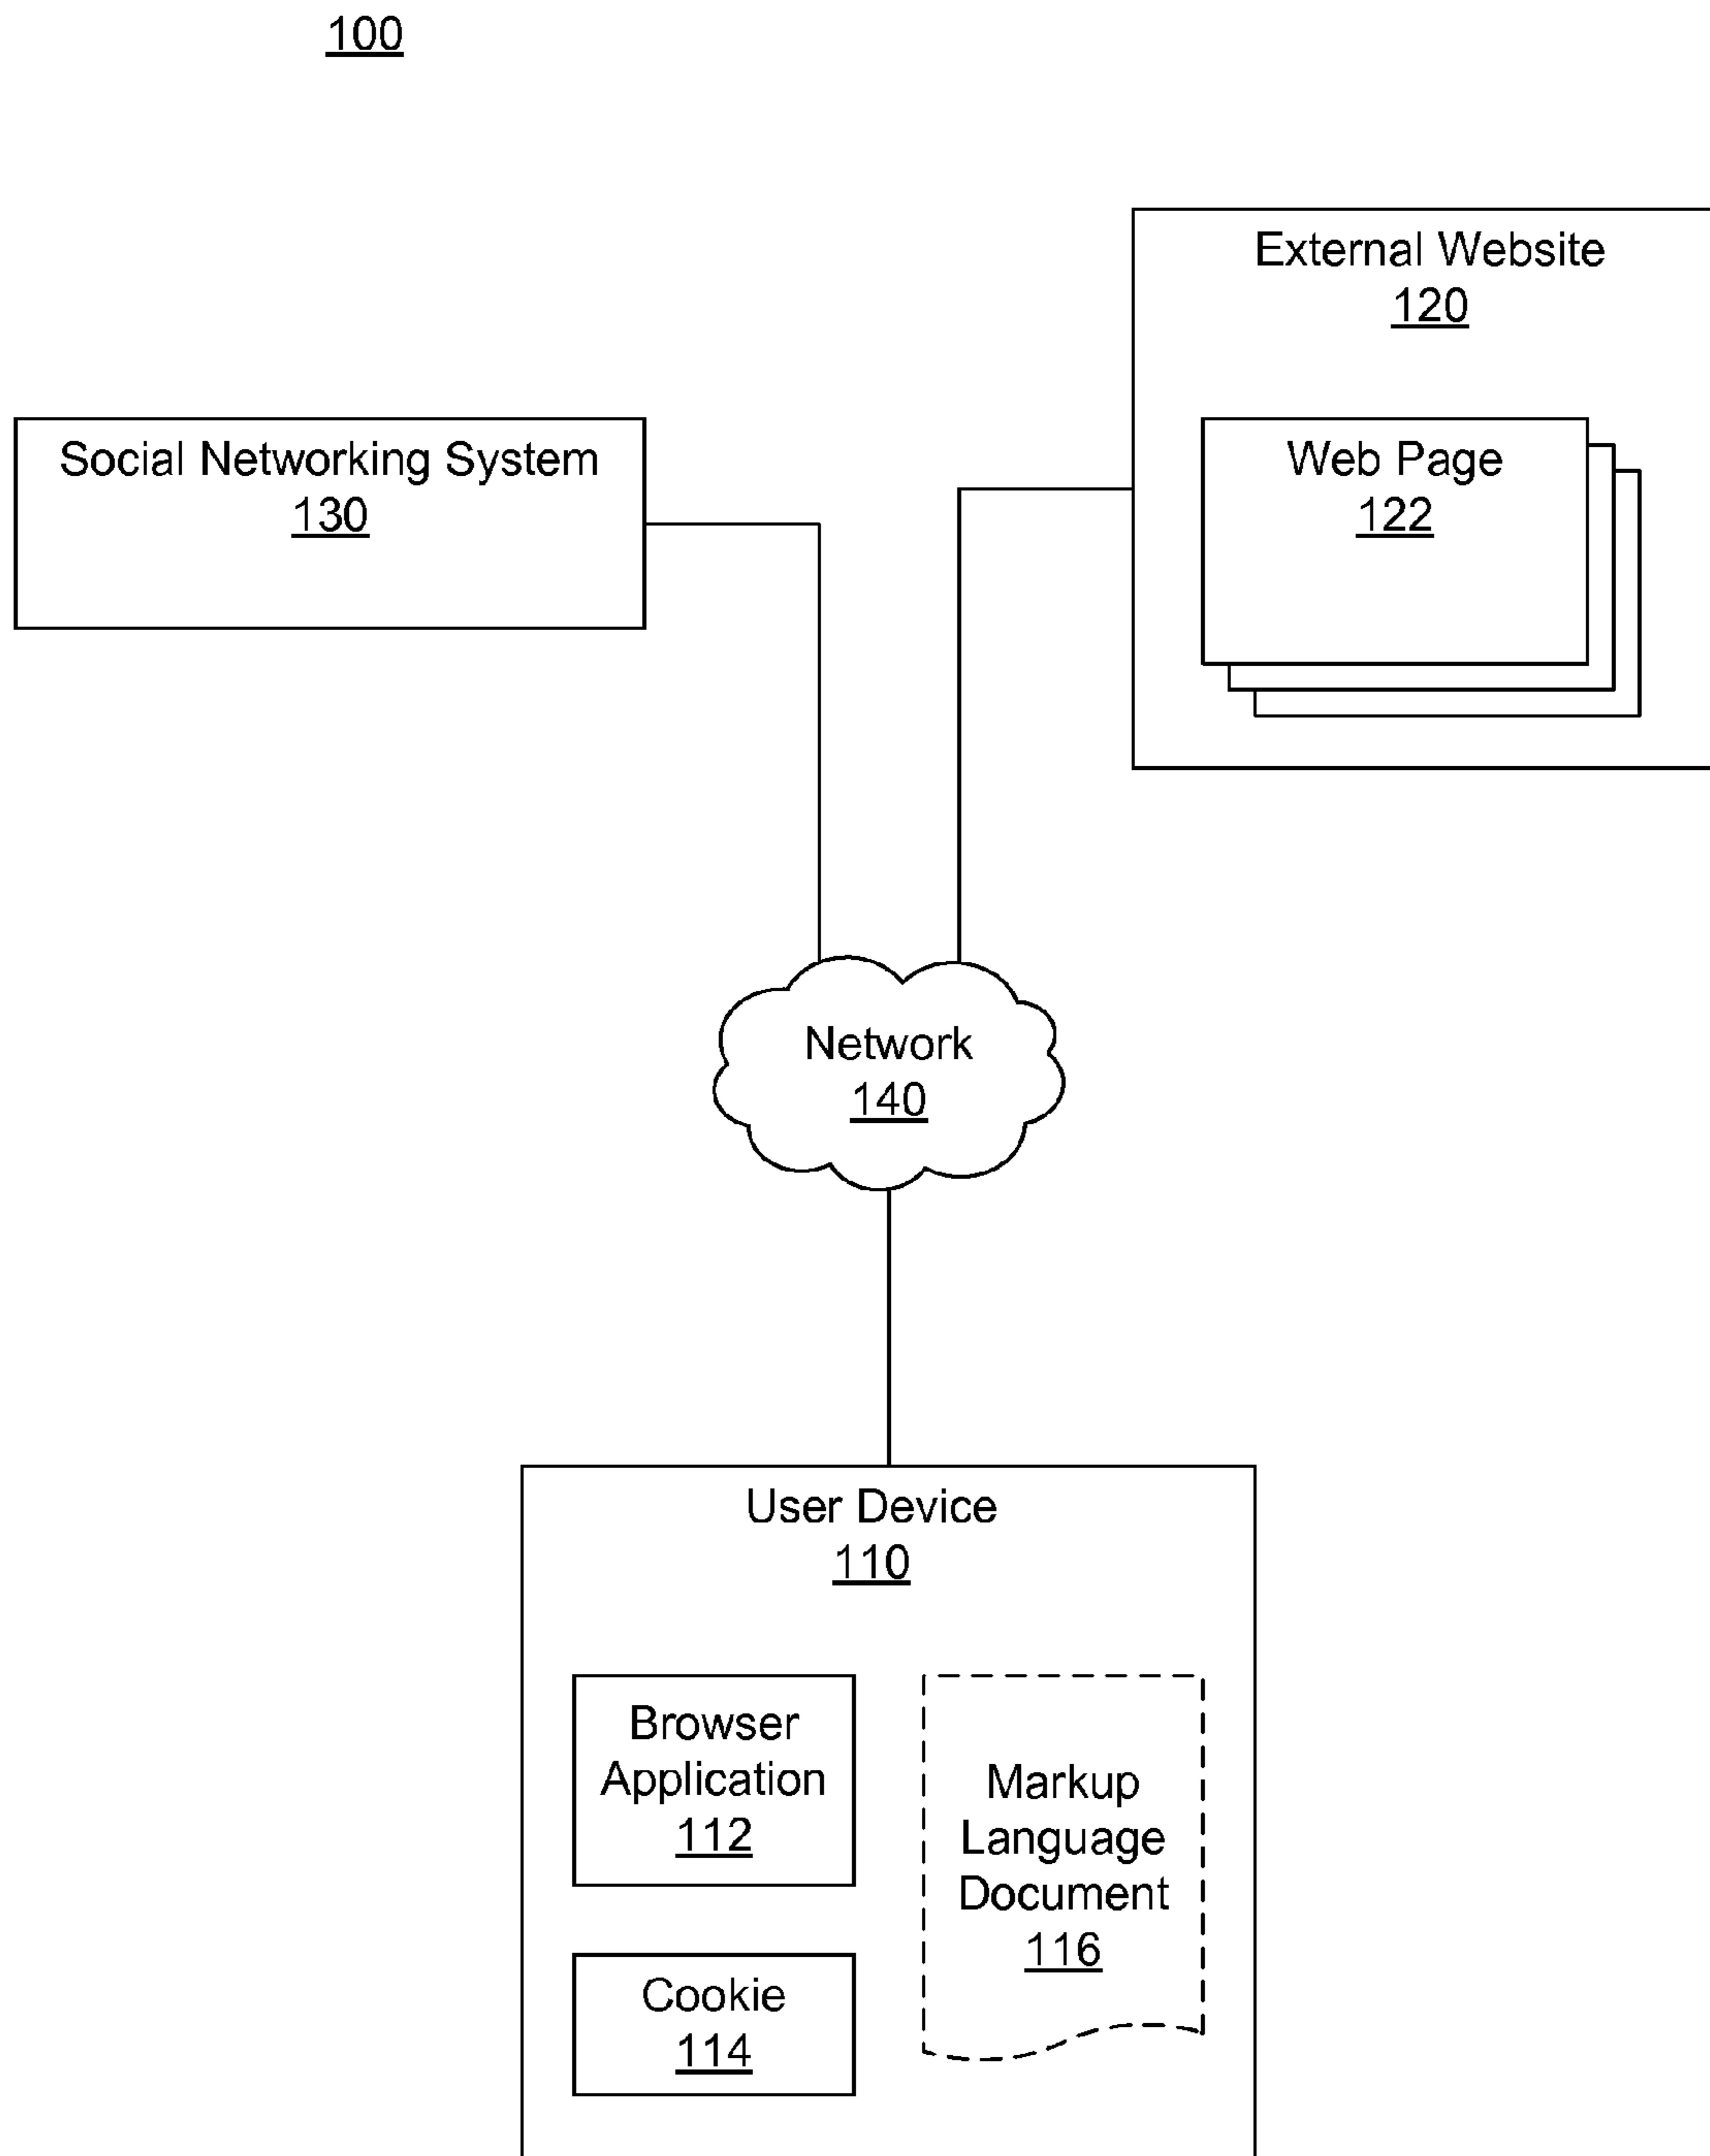 100
External Website
120
Social Networking System
130
Web Page
122
Network
140
User Device
110
Browser
Application
112
Markup
Language
Document
116
Cookie
114